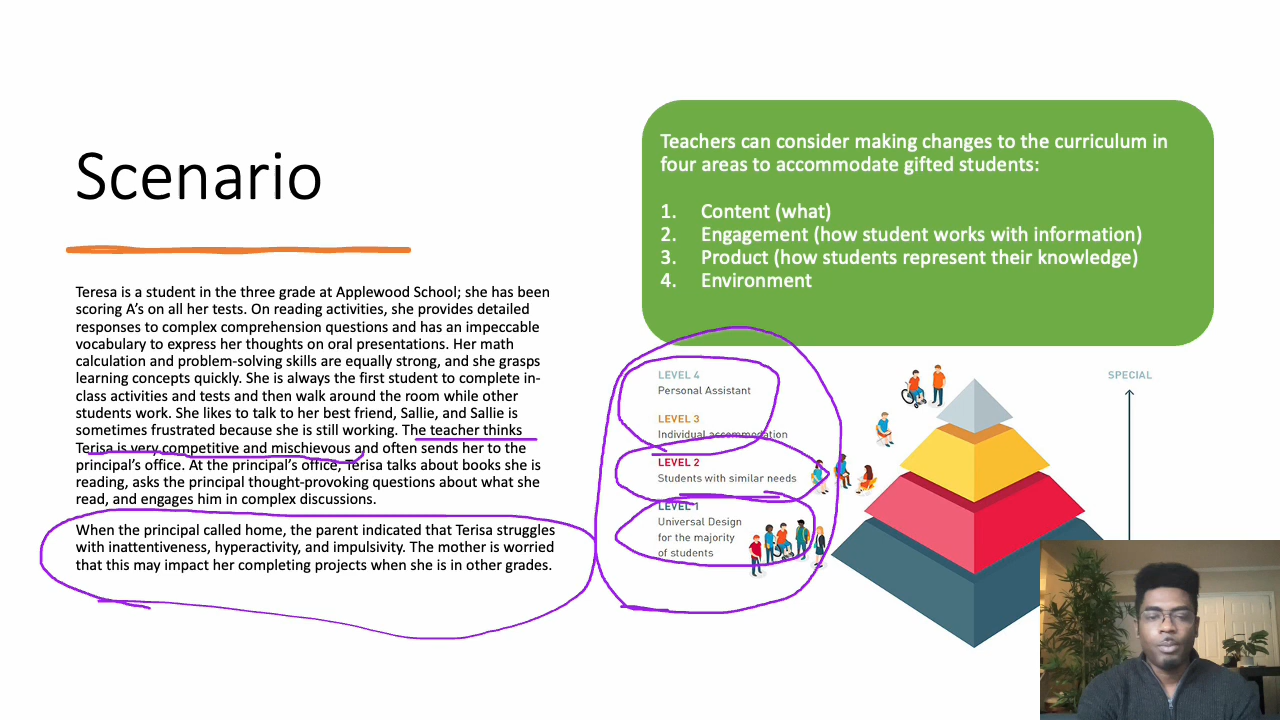 Scenario
Teresa is a student in the three grade at Applewood School; she has been
scoring A's on all her tests. On reading activities, she provides detailed
responses to complex comprehension questions and has an impeccable
vocabulary to express her thoughts on oral presentations. Her math
calculation and problem-solving skills are equally strong, and she grasps
learning concepts quickly. She is always the first student to complete in-
class activities and tests and then walk around the room while other
students work. She likes to talk to her best friend, Sallie, and Sallie is
sometimes frustrated because she is still working. The teacher thinks
Terisa is very competitive and mischievous and often sends her to the
principal's office. At the principal's office, Terisa talks about books she is
reading, asks the principal thought-provoking questions about what she
read, and engages him in complex discussions.
When the principal called home, the parent indicated that Terisa struggles
with inattentiveness, hyperactivity, and impulsivity. The mother is worried
that this may impact her completing projects when she is in other grades.
Teachers can consider making changes to the curriculum in
four areas to accommodate gifted students:
1. Content (what)
2. Engagement (how student works with information)
3. Product (how students represent their knowledge)
4. Environment
LEVEL 4
Personal Assistant
LEVEL 3
Individual accommodation
LEVEL 2
Students with similar needs
LEVEL 1
Universal Design
for the majority
of students
SPECIAL